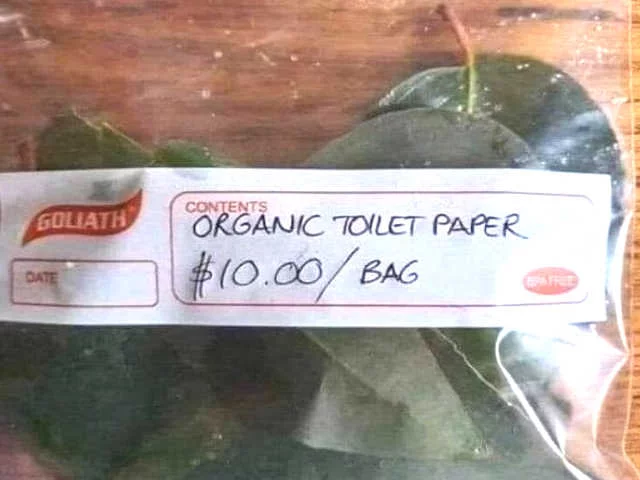 GOLIATH
CONTENTS
ORGANIC TOILET PAPER
DATE
$10.00/ BAG
BPA FREE